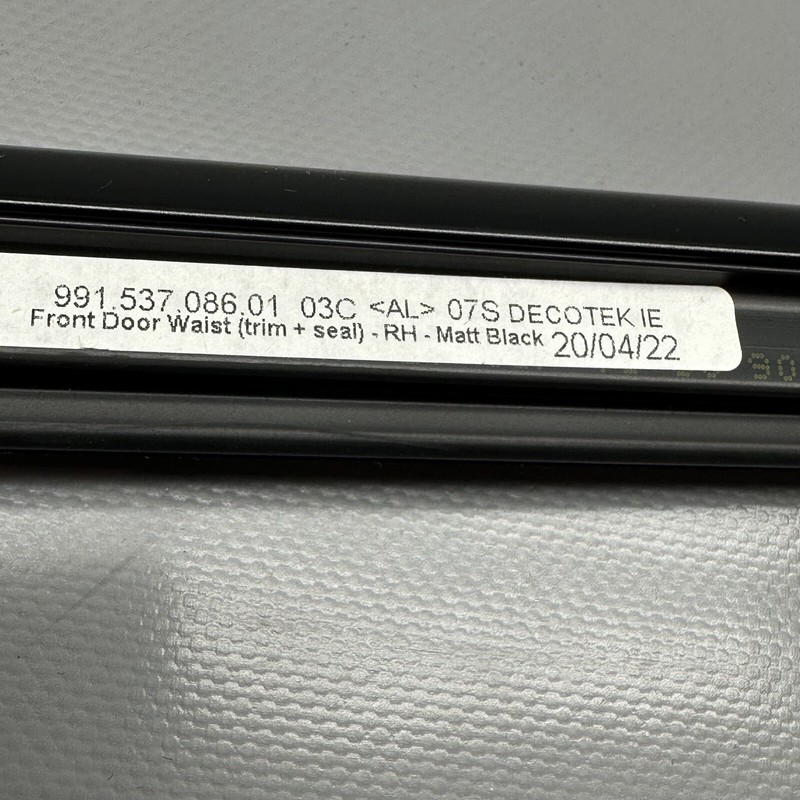 991.537.086.01 03C <AL> 07S DECOTEK IE
Front Door Waist (trim + seal) - RH - Matt Black 20/04/22